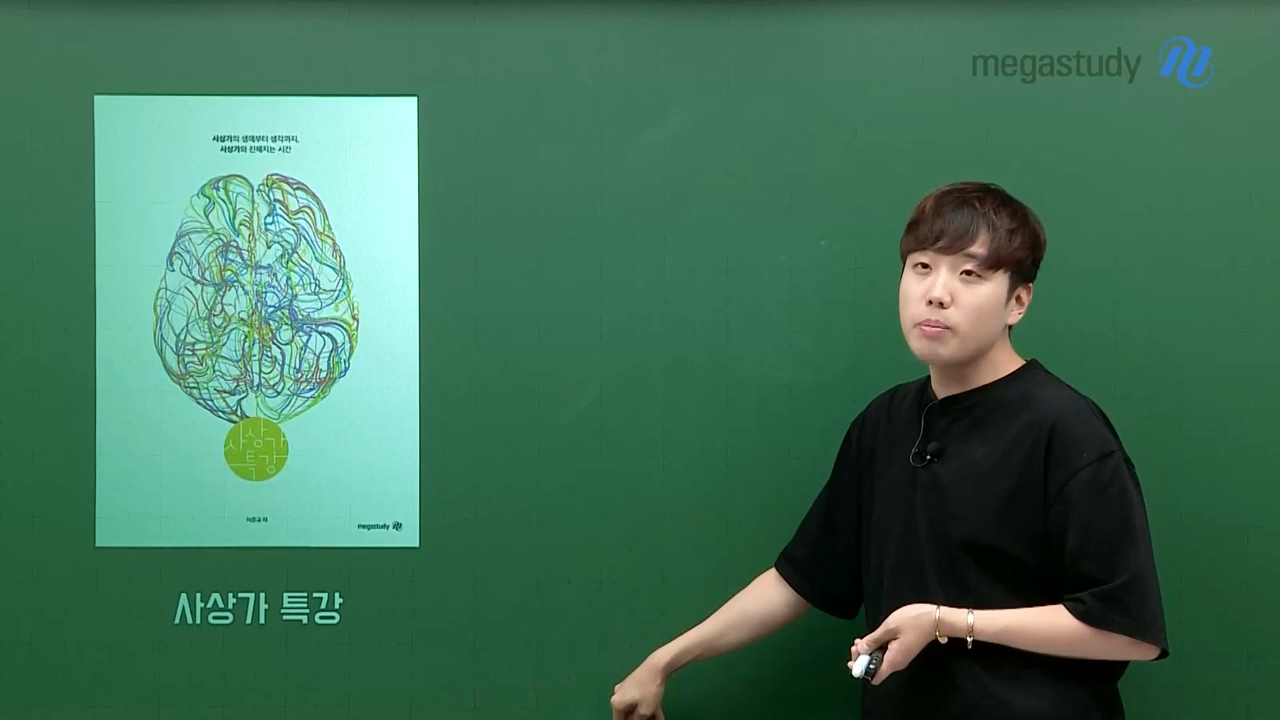 megastudy
사상가의 생애부터 생각까지,
사상가와 친해지는 시간
사상가
특강
megastudy
사상가 특강